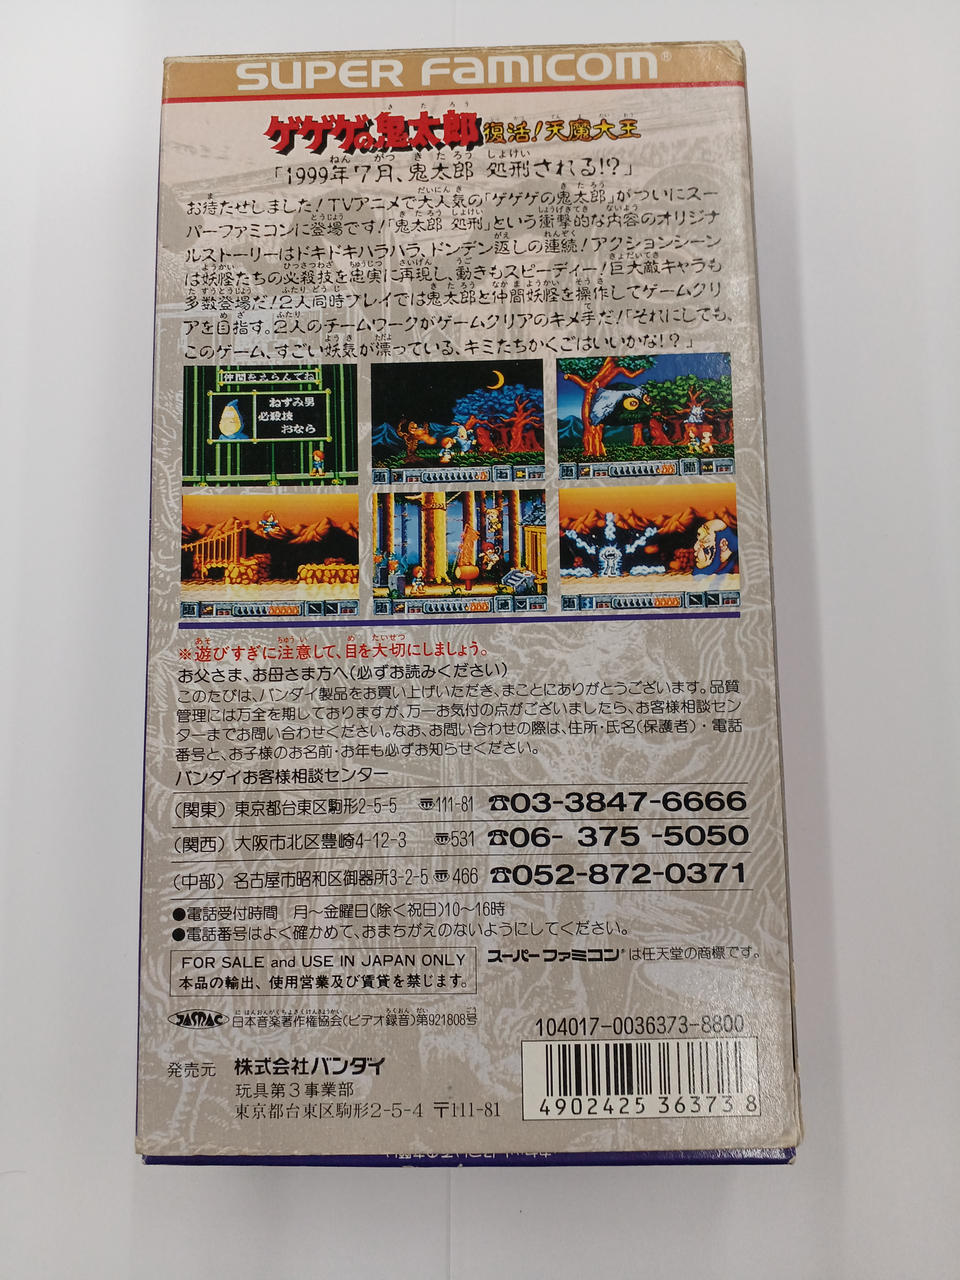 SUPER FAMICOM®
ゲゲゲの鬼太郎 復活!天魔大王
「1999年7月、鬼太郎 処刑される!?」
お待たせしました!TVアニメで大人気の「ゲゲゲの鬼太郎」がついにスー
パーファミコンに登場です!「鬼太郎 処刑」という衝撃的な内容のオリジナ
ルストーリーはドキドキハラハラ、ドンデン返しの連続!アクションシーン
は妖怪たちの必殺技を忠実に再現し、動きもスピーディー!巨大敵キャラも
多数登場だ!2人同時プレイでは鬼太郎と仲間妖怪を操作してゲームクリ
アを目指す。2人のチームワークがゲームクリアのキメ手だ!「それにしても、
このゲーム、すごい妖気が漂っている、キミたちかくごはいいかな!?」
仲間をえらんでね
ねずみ男
必殺技
おなら
※遊びすぎに注意して、目を大切にしましょう。
お父さま、お母さま方へ(必ずお読みください)
このたびは、バンダイ製品をお買い上げいただき、まことにありがとうございます。品質
管理には万全を期しておりますが、万一お気付の点がございましたら、お客様相談セン
ターまでお問い合わせください。なお、お問い合わせの際は、住所・氏名(保護者)・電話
番号と、お子様のお名前・お年も必ずお知らせください。
バンダイお客様相談センター
(関東) 東京都台東区駒形2-5-5 〒111-81 ☎03-3847-6666
(関西) 大阪市北区豊崎4-12-3 〒531 ☎06- 375 -5050
(中部) 名古屋市昭和区御器所3-2-5 〒466 ☎052-872-0371
●電話受付時間 月〜金曜日(除く祝日)10〜16時
●電話番号はよく確かめて、おまちがえのないようにしてください。
FOR SALE and USE IN JAPAN ONLY
本品の輸出、使用営業及び賃貸を禁じます。
スーパーファミコン®は任天堂の商標です。
JASRAC 日本音楽著作権協会(ビデオ録音)第921808号
104017-0036373-8800
発売元 株式会社バンダイ
玩具第3事業部
東京都台東区駒形2-5-4 〒111-81
4902425 363738